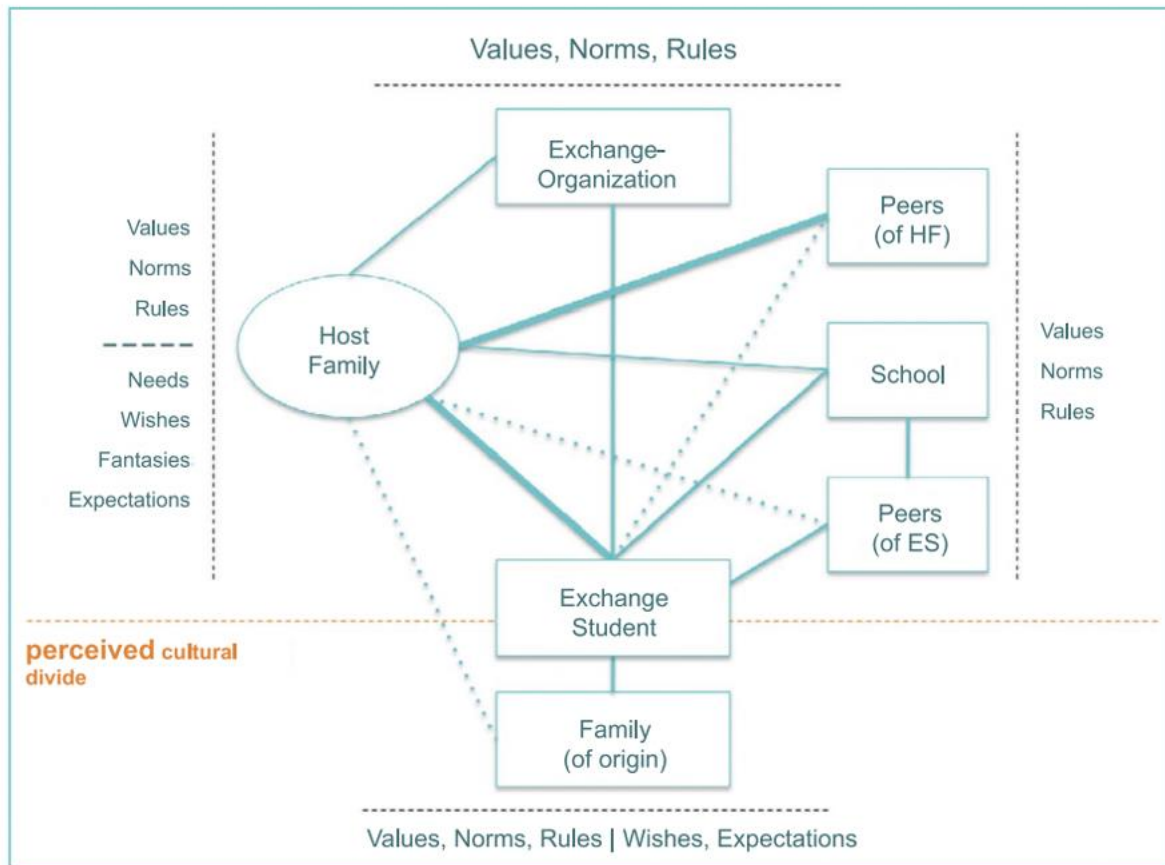 Values, Norms, Rules
Exchange-
Organization
Peers
(of HF)
Values
Norms
Rules
Host
Family
Needs
Wishes
Fantasies
Expectations
School
Values
Norms
Rules
Peers
(of ES)
Exchange
Student
perceived cultural
divide
Family
(of origin)
Values, Norms, Rules | Wishes, Expectations